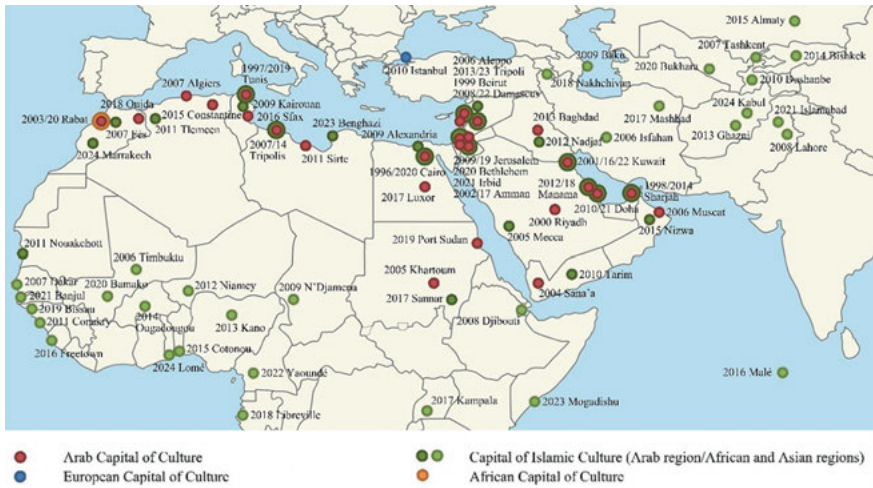 2015 Almaty
2007 Tashkent
2014 Bishkek
2009 Baku
2020 Bukhara
2010 Dushanbe
2018 Nakhchivan
2010 Istanbul
1997/2019
Tunis
2007 Algiers
2006 Aleppo
2013/23 Tripoli
1999 Beirut
2008/22 Damascus
2018 Oujda
2003/20 Rabat
2015 Constantine
2009 Kairouan
2016 Sfax
2007 Fes
2011 Tlemcen
2024 Marrakech
2007/14
Tripolis
2023 Benghazi
2011 Sirte
2009 Alexandria
1996/2020 Cairo
2017 Luxor
2009/19 Jerusalem
2020 Bethlehem
2021 Irbid
2002/17 Amman
2013 Baghdad
2012 Nadjaf
2006 Isfahan
2017 Mashhad
2024 Kabul
2013 Ghazni
2021 Islamabad
2008 Lahore
2001/16/22 Kuwait
2012/18
Manama
1998/2014
Sharjah
2010/21 Doha
2000 Riyadh
2006 Muscat
2015 Nizwa
2005 Mecca
2019 Port Sudan
2010 Tarim
2004 Sana'a
2005 Khartoum
2017 Sannar
2008 Djibouti
2011 Nouakchott
2006 Timbuktu
2007 Dakar
2020 Bamako
2012 Niamey
2009 N'Djamena
2021 Banjul
2019 Bissau
2011 Conakry
2014
Ougadougou
2013 Kano
2016 Freetown
2015 Cotonou
2024 Lomé
2022 Yaoundé
2018 Libreville
2017 Kampala
2023 Mogadishu
2016 Malé
Arab Capital of Culture
European Capital of Culture
Capital of Islamic Culture (Arab region/African and Asian regions)
African Capital of Culture